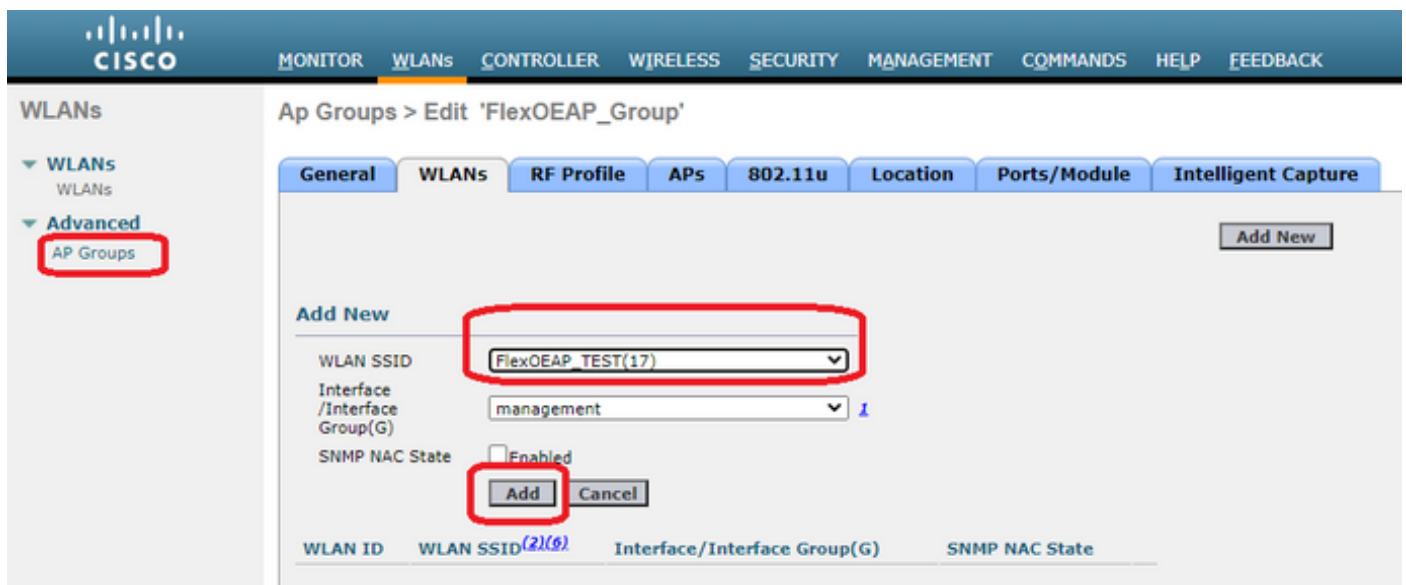 CISCO
MONITOR WLANs CONTROLLER WIRELESS SECURITY MANAGEMENT COMMANDS HELP FEEDBACK
WLANs
Ap Groups > Edit 'FlexOEAP_Group'
WLANs
WLANs
Advanced
AP Groups
General WLANs RF Profile APs 802.11u Location Ports/Module Intelligent Capture
Add New
Add New
WLAN SSID FlexOEAP_TEST(17)
Interface
/Interface
Group(G)
management 1
SNMP NAC State Enabled
Add Cancel
WLAN ID WLAN SSID(2)(6) Interface/Interface Group(G) SNMP NAC State